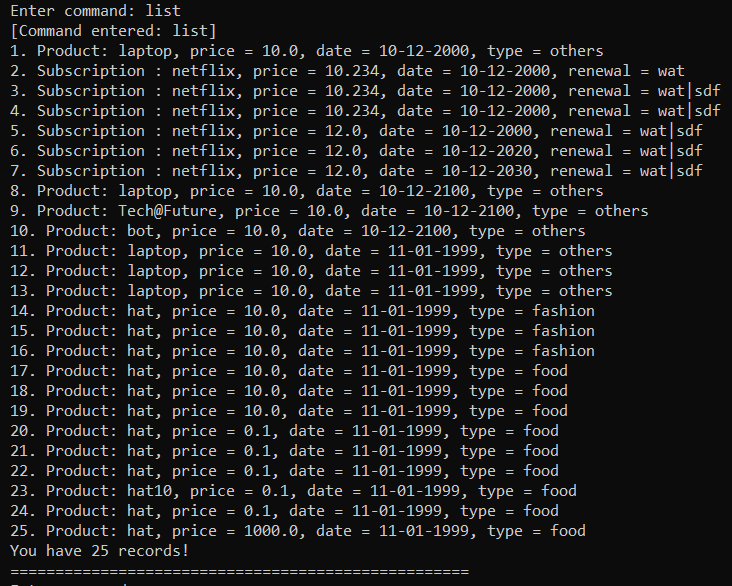 Enter command: list
[Command entered: list]
1. Product: laptop, price = 10.0, date = 10-12-2000, type = others
2. Subscription : netflix, price = 10.234, date = 10-12-2000, renewal = wat
3. Subscription : netflix, price = 10.234, date = 10-12-2000, renewal = wat|sdf
4. Subscription : netflix, price = 10.234, date = 10-12-2000, renewal = wat|sdf
5. Subscription : netflix, price = 12.0, date = 10-12-2000, renewal = wat|sdf
6. Subscription : netflix, price = 12.0, date = 10-12-2020, renewal = wat|sdf
7. Subscription : netflix, price = 12.0, date = 10-12-2030, renewal = wat|sdf
8. Product: laptop, price = 10.0, date = 10-12-2100, type = others
9. Product: Tech@Future, price = 10.0, date = 10-12-2100, type = others
10. Product: bot, price = 10.0, date = 10-12-2100, type = others
11. Product: laptop, price = 10.0, date = 11-01-1999, type = others
12. Product: laptop, price = 10.0, date = 11-01-1999, type = others
13. Product: laptop, price = 10.0, date = 11-01-1999, type = others
14. Product: hat, price = 10.0, date = 11-01-1999, type = fashion
15. Product: hat, price = 10.0, date = 11-01-1999, type = fashion
16. Product: hat, price = 10.0, date = 11-01-1999, type = fashion
17. Product: hat, price = 10.0, date = 11-01-1999, type = food
18. Product: hat, price = 10.0, date = 11-01-1999, type = food
19. Product: hat, price = 10.0, date = 11-01-1999, type = food
20. Product: hat, price = 0.1, date = 11-01-1999, type = food
21. Product: hat, price = 0.1, date = 11-01-1999, type = food
22. Product: hat, price = 0.1, date = 11-01-1999, type = food
23. Product: hat10, price = 0.1, date = 11-01-1999, type = food
24. Product: hat, price = 0.1, date = 11-01-1999, type = food
25. Product: hat, price = 1000.0, date = 11-01-1999, type = food
You have 25 records!
===================================================